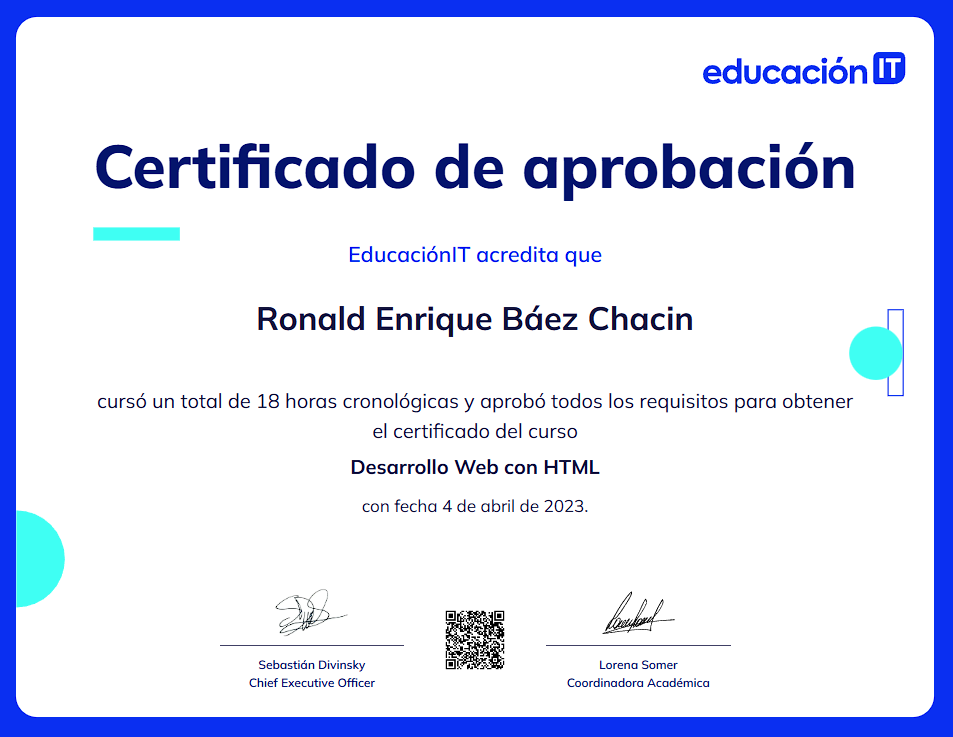 educación IT
Certificado de aprobación
EducaciónIT acredita que
Ronald Enrique Báez Chacin
cursó un total de 18 horas cronológicas y aprobó todos los requisitos para obtener
el certificado del curso
Desarrollo Web con HTML
con fecha 4 de abril de 2023.
Sebastián Divinsky
Chief Executive Officer
Lorena Somer
Coordinadora Académica